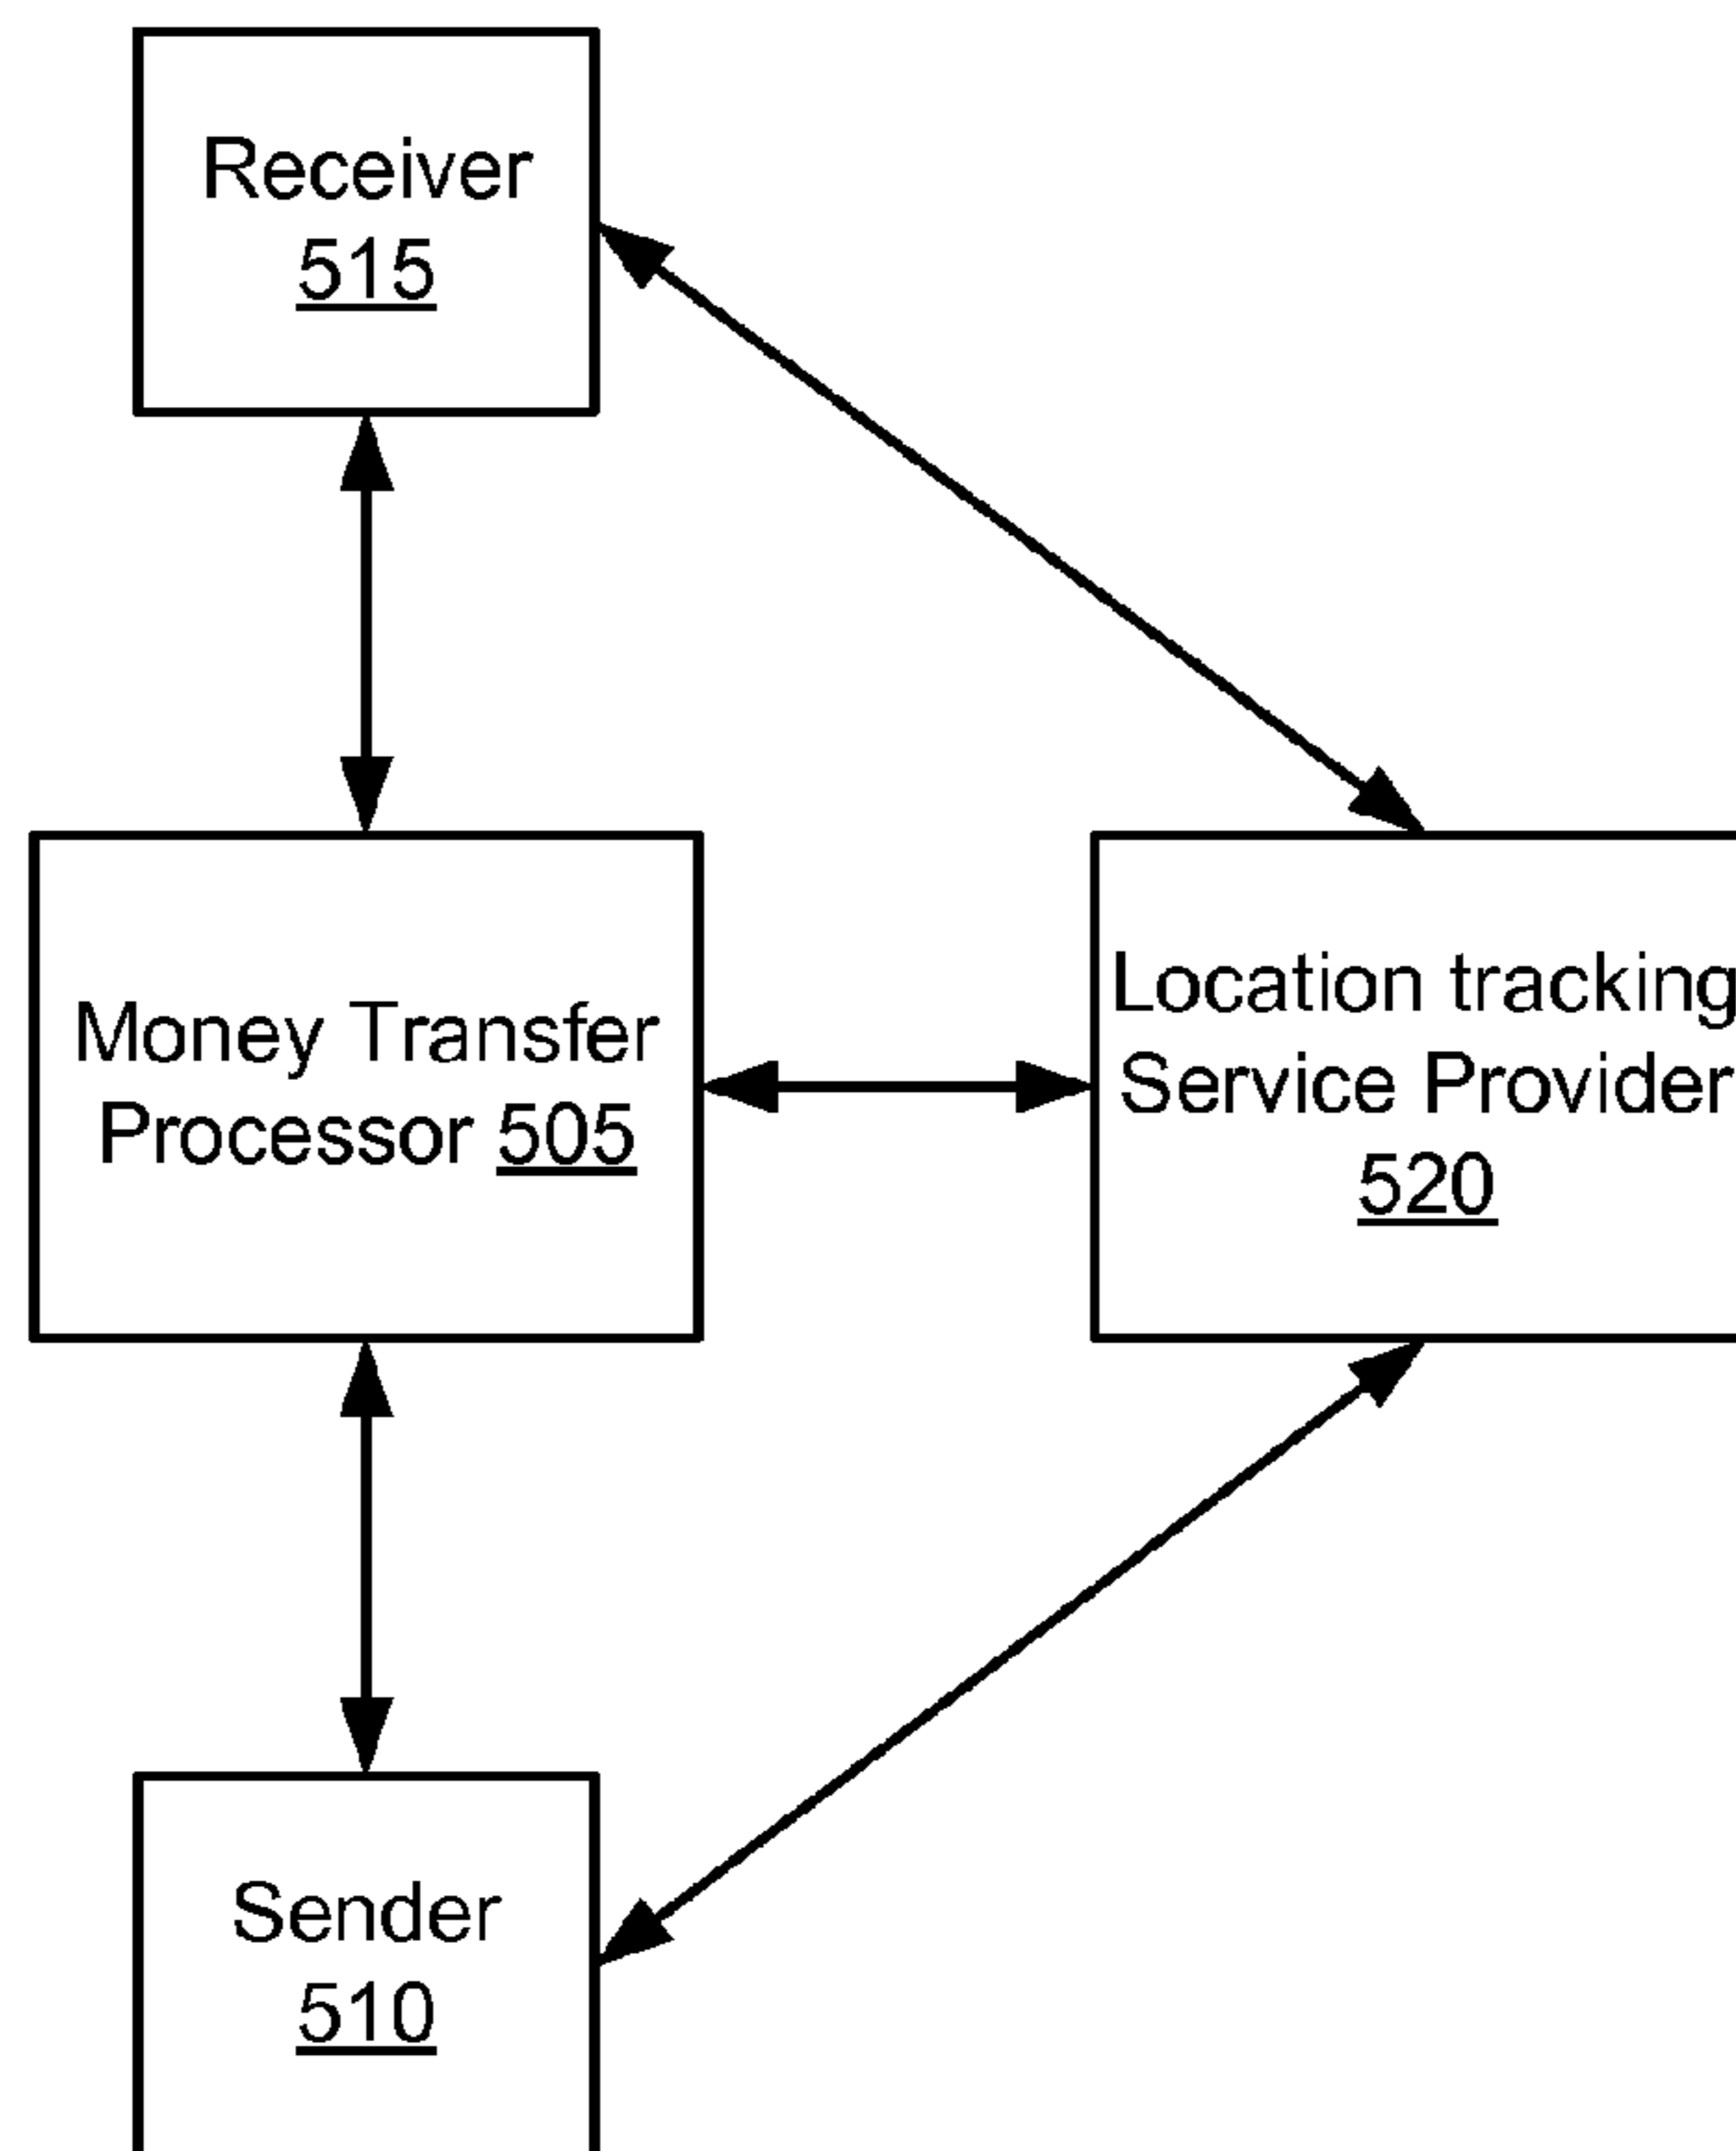 Receiver
515
Money Transfer
Processor 505
Location tracking
Service Provider
520
Sender
510